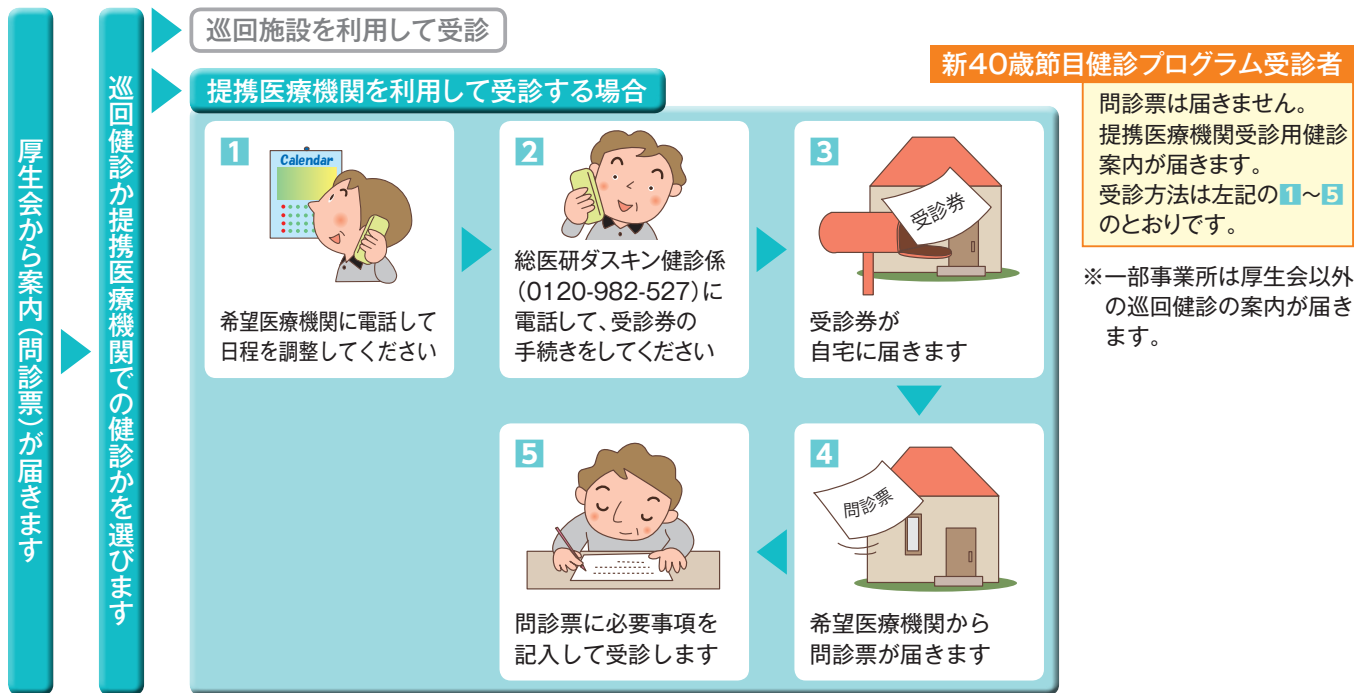 厚生会から案内(問診票)が届きます
巡回健診か提携医療機関での健診かを選びます
巡回施設を利用して受診
提携医療機関を利用して受診する場合
1
Calendar
希望医療機関に電話して
日程を調整してください
2
総医研ダスキン健診係
(0120-982-527)に
電話して、受診券の
手続きをしてください
3
受診券
受診券が
自宅に届きます
4
問診票
希望医療機関から
問診票が届きます
5
問診票に必要事項を
記入して受診します
新40歳節目健診プログラム受診者
問診票は届きません。
提携医療機関受診用健診
案内が届きます。
受診方法は左記の1~5
のとおりです。
※一部事業所は厚生会以外
の巡回健診の案内が届き
ます。